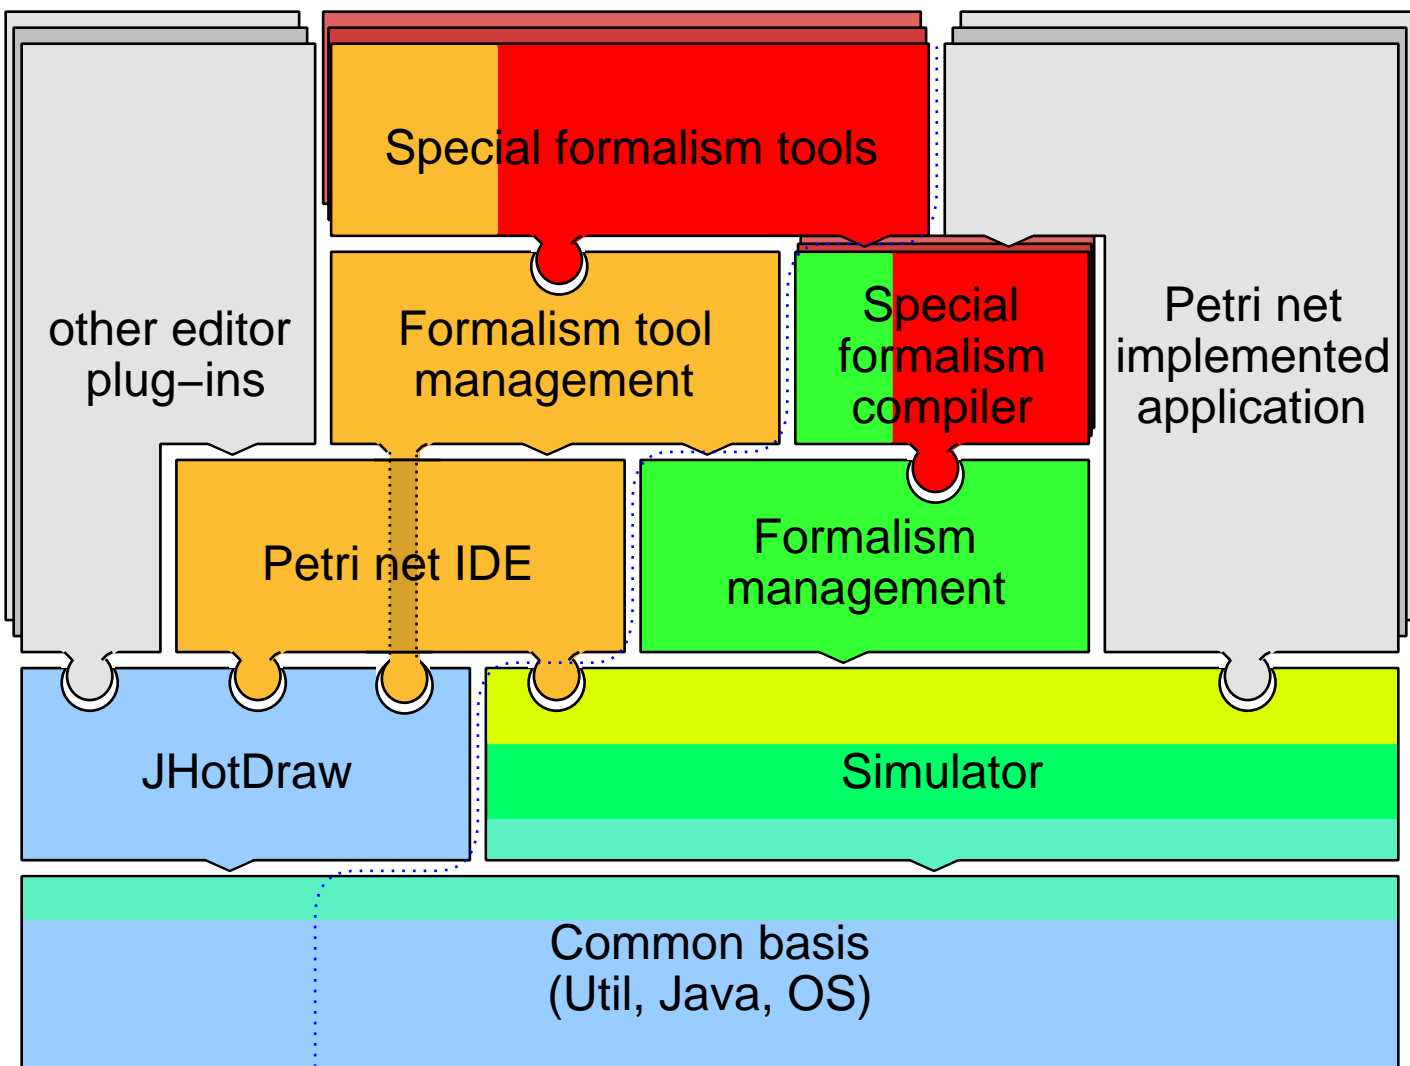 Special formalism tools
other editor
plug–ins
Formalism tool
management
Special
formalism
compiler
Petri net
implemented
application
Petri net IDE
Formalism
management
JHotDraw
Simulator
Common basis
(Util, Java, OS)